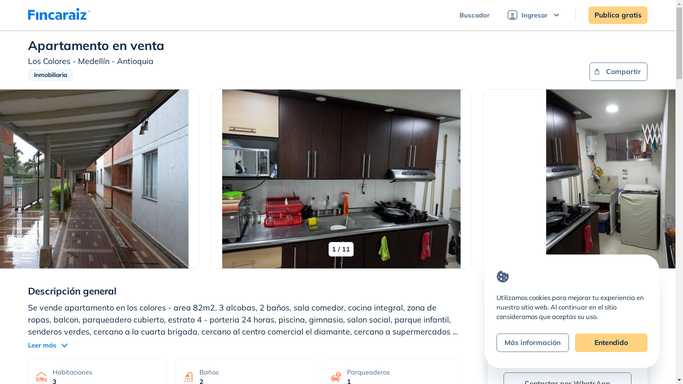 Fincaraiz
Buscador
Ingresar
Publica gratis
Apartamento en venta
Los Colores - Medellín - Antioquia
Inmobiliaria
Compartir
1 / 11
Descripción general
Se vende apartamento en los colores - area 82m2, 3 alcobas, 2 baños, sala comedor, cocina integral, zona de
ropas, balcon, parqueadero cubierto, estrato 4 - porteria 24 horas, piscina, gimnasio, salon social, parque infantil,
senderos verdes, cercano a la cuarta brigada, cercano al centro comercial el diamante, cercano a supermercados ...
Leer más
Habitaciones
3
Baños
2
Parqueaderos
1
Utilizamos cookies para mejorar tu experiencia en
nuestro sitio web. Al continuar en el sitio
consideramos que aceptas su uso.
Más información
Entendido
Contactar por WhatsApp